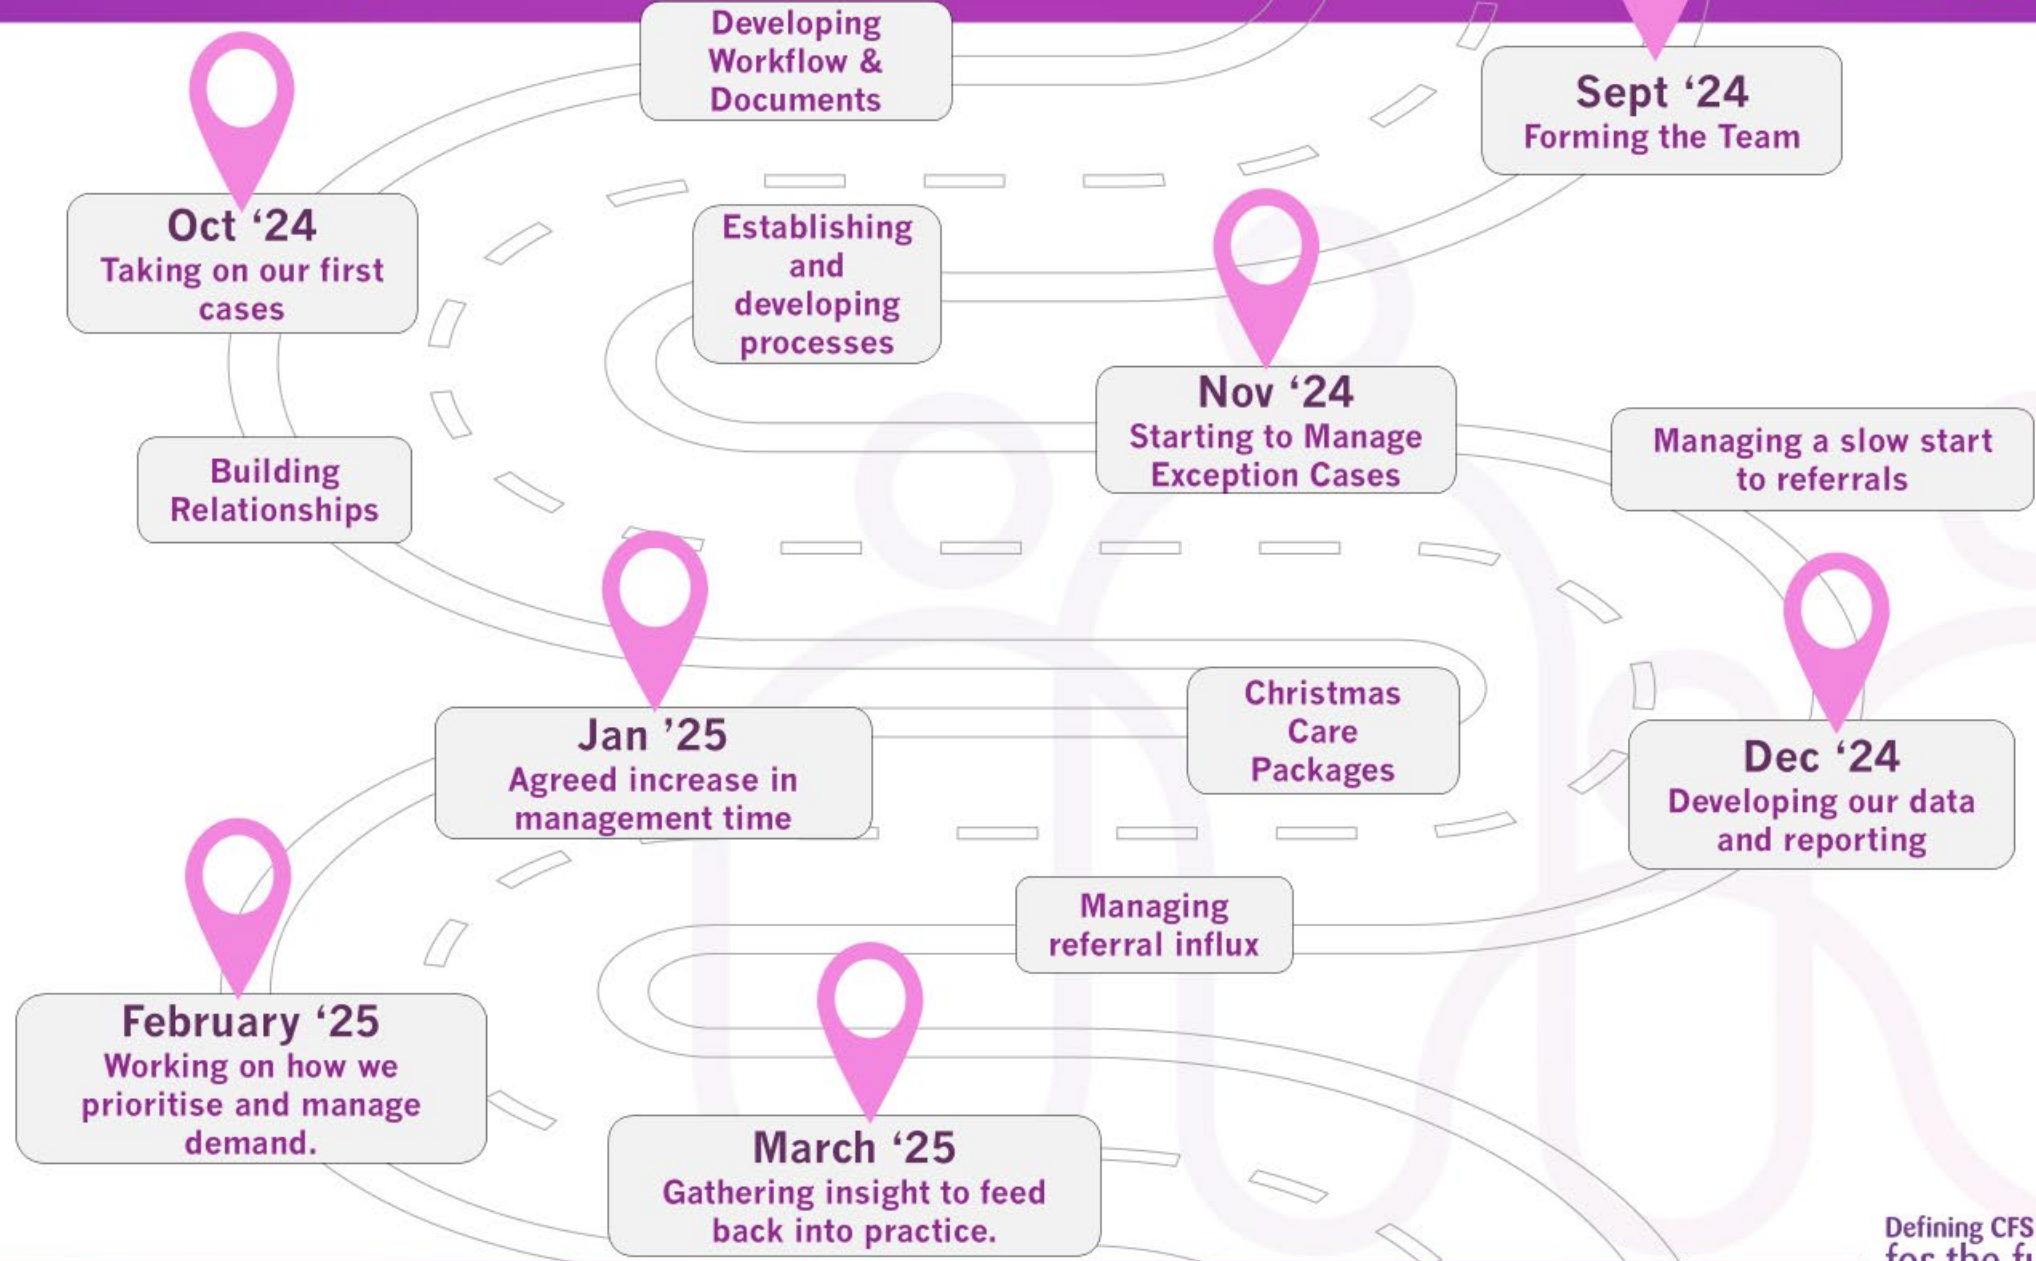 Developing
Workflow &
Documents
Sept ‘24
Forming the Team
Oct ‘24
Taking on our first
cases
Establishing
and
developing
processes
Nov ‘24
Starting to Manage
Exception Cases
Managing a slow start
to referrals
Building
Relationships
Christmas
Care
Packages
Jan ’25
Agreed increase in
management time
Dec ‘24
Developing our data
and reporting
Managing
referral influx
February ‘25
Working on how we
prioritise and manage
demand.
March ‘25
Gathering insight to feed
back into practice.
Defining CFS
for the